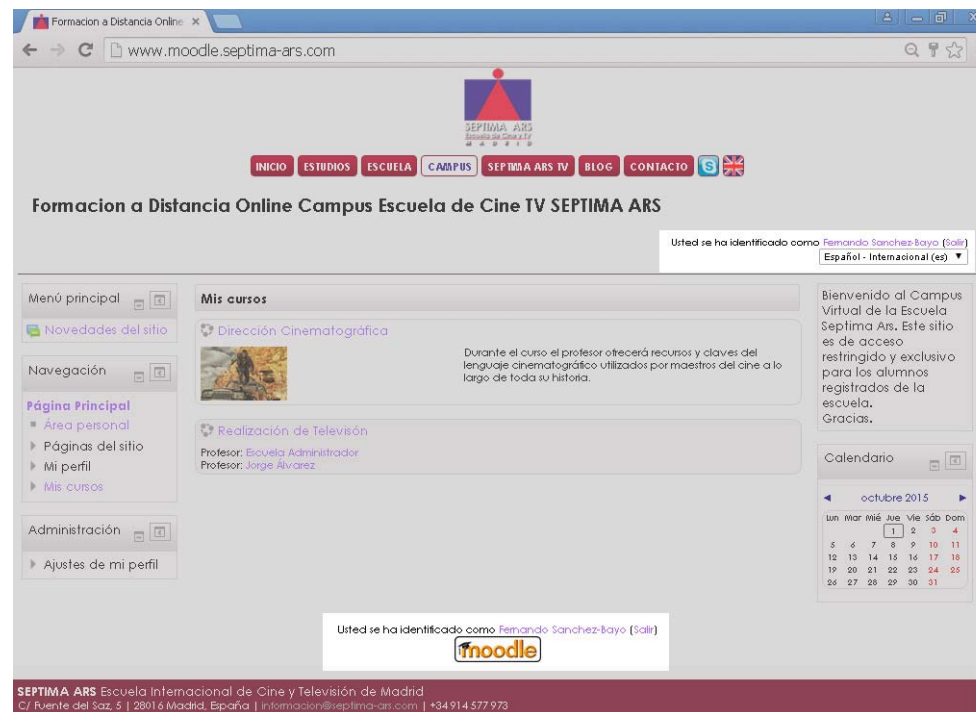 Formacion a Distancia Online
www.moodle.septima-ars.com
SEPTIMA ARS
Escuela de Cine y TV
MADRID
INICIO ESTUDIOS ESCUELA CAMPUS SEPTIMA ARS TV BLOG CONTACTO
Formacion a Distancia Online Campus Escuela de Cine TV SEPTIMA ARS
Usted se ha identificado como Fernando Sanchez-Bayo (Salir)
Español - Internacional (es)
Menú principal
Novedades del sitio
Navegación
Página Principal
Área personal
Páginas del sitio
Mi perfil
Mis cursos
Administración
Ajustes de mi perfil
Mis cursos
Dirección Cinematográfica
Durante el curso el profesor ofrecerá recursos y claves del
lenguaje cinematográfico utilizados por maestros del cine a lo
largo de toda su historia.
Realización de Televisón
Profesor: Escuela Administrador
Profesor: Jorge Álvarez
Bienvenido al Campus
Virtual de la Escuela
Septima Ars. Este sitio
es de acceso
restringido y exclusivo
para los alumnos
registrados de la
escuela.
Gracias.
Calendario
octubre 2015
Lun Mar Mié Jue Vie Sáb Dom
1 2 3 4
5 6 7 8 9 10 11
12 13 14 15 16 17 18
19 20 21 22 23 24 25
26 27 28 29 30 31
Usted se ha identificado como Fernando Sanchez-Bayo (Salir)
moodle
SEPTIMA ARS Escuela Internacional de Cine y Televisión de Madrid
C/ Fuente del Saz, 5 | 28016 Madrid, España | informacion@septima-ars.com | +34 914 577 973